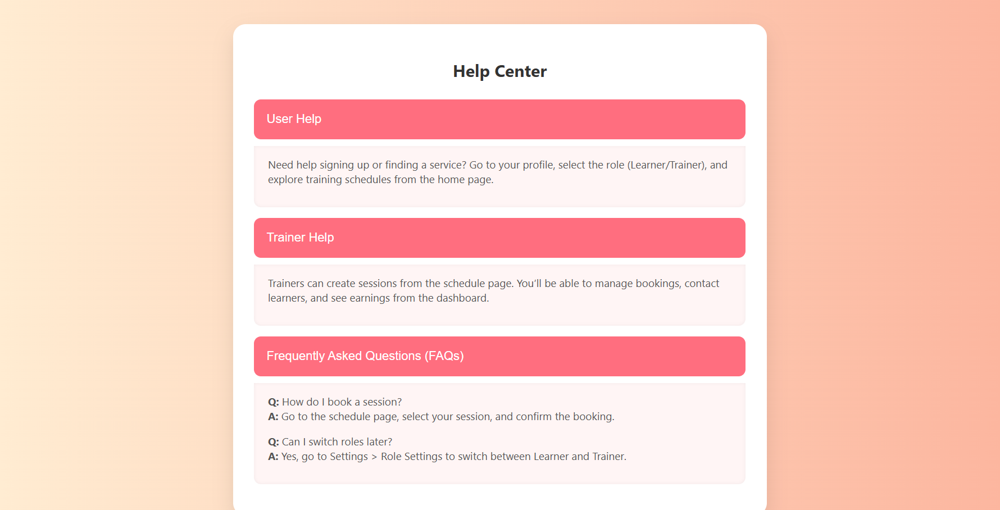 Help Center
User Help
Need help signing up or finding a service? Go to your profile, select the role (Learner/Trainer), and
explore training schedules from the home page.
Trainer Help
Trainers can create sessions from the schedule page. You’ll be able to manage bookings, contact
learners, and see earnings from the dashboard.
Frequently Asked Questions (FAQs)
Q: How do I book a session?
A: Go to the schedule page, select your session, and confirm the booking.
Q: Can I switch roles later?
A: Yes, go to Settings > Role Settings to switch between Learner and Trainer.